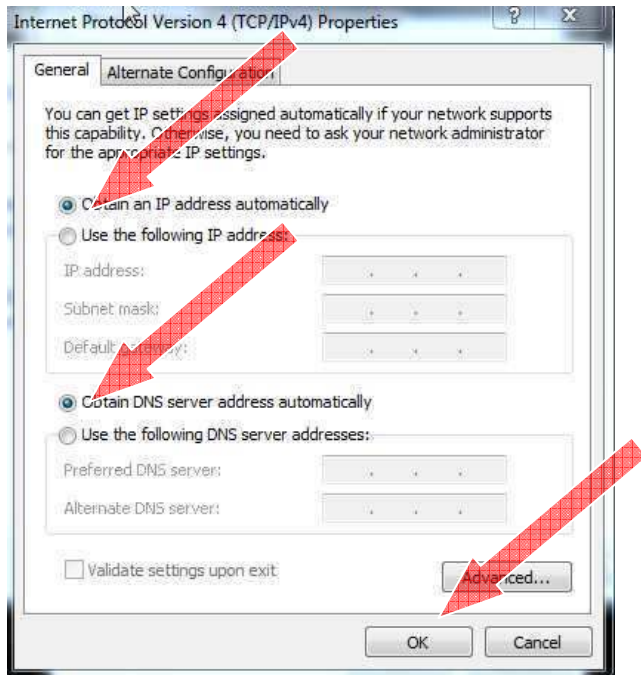 Internet Protocol Version 4 (TCP/IPv4) Properties
General
Alternate Configuration
You can get IP settings assigned automatically if your network supports
this capability. Otherwise, you need to ask your network administrator
for the appropriate IP settings.
Obtain an IP address automatically
Use the following IP address:
IP address:
Subnet mask:
Default gateway:
Obtain DNS server address automatically
Use the following DNS server addresses:
Preferred DNS server:
Alternate DNS server:
Validate settings upon exit
Advanced...
OK
Cancel